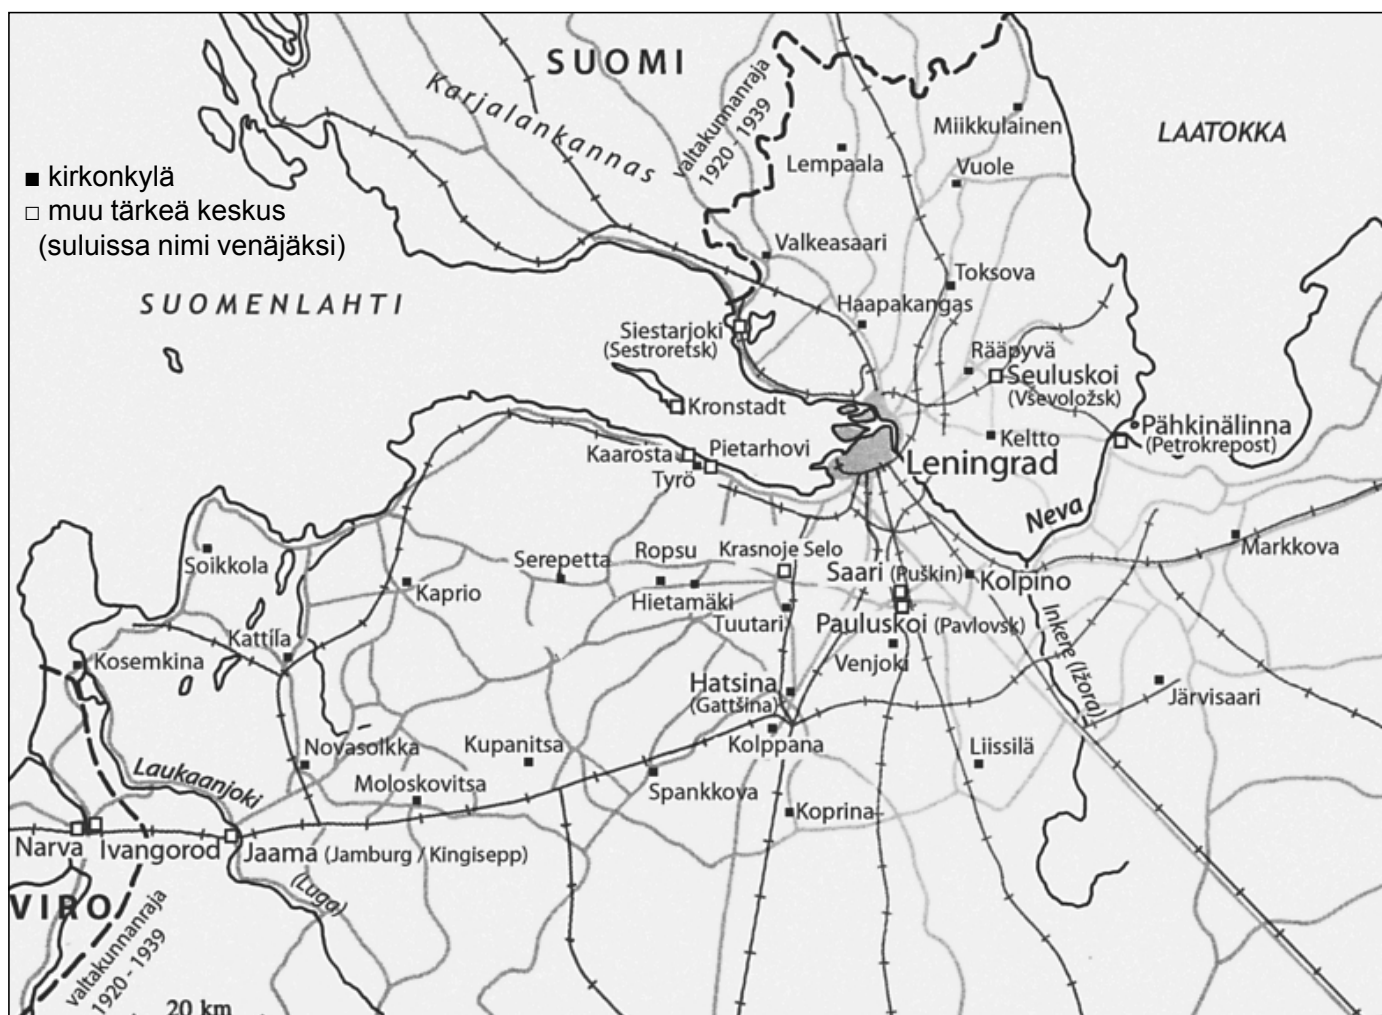 SUOMI
Karjalankannas
valtakunnanraja
1920 - 1939
Miikkulainen
LAATOKKA
Lempaala
Vuole
■ kirkonkylä
□ muu tärkeä keskus
(suluissa nimi venäjäksi)
Valkeasaari
Toksova
SUOMENLAHTI
Haapakangas
Siestarjoki
(Sestroretsk)
Rääpyvä
Seuluskoi
(Vševoložsk)
Kronstadt
Pähkinälinna
(Petrokrepost)
Keltto
Kaarosta
Pietarhovi
Tyrö
Leningrad
Neva
Markkova
Soikkola
Serepetta
Ropsu
Krasnoje Selo
Saari (Puškin)
Kolpino
Kaprio
Hietamäki
Tuutari
Pauluskoi (Pavlovsk)
Inkere (Ižora)
Kattila
Kosemkina
Venjoki
Hatsina
(Gattšina)
Järvisaari
Kolppana
Novasolkka
Kupanitsa
Liissilä
Laukaanjoki
Moloskovitsa
Spankkova
Koprina
Narva
Ivangorod
Jaama (Jamburg / Kingisepp)
(Luga)
VIRO
valtakunnanraja
1920 - 1939
20 km